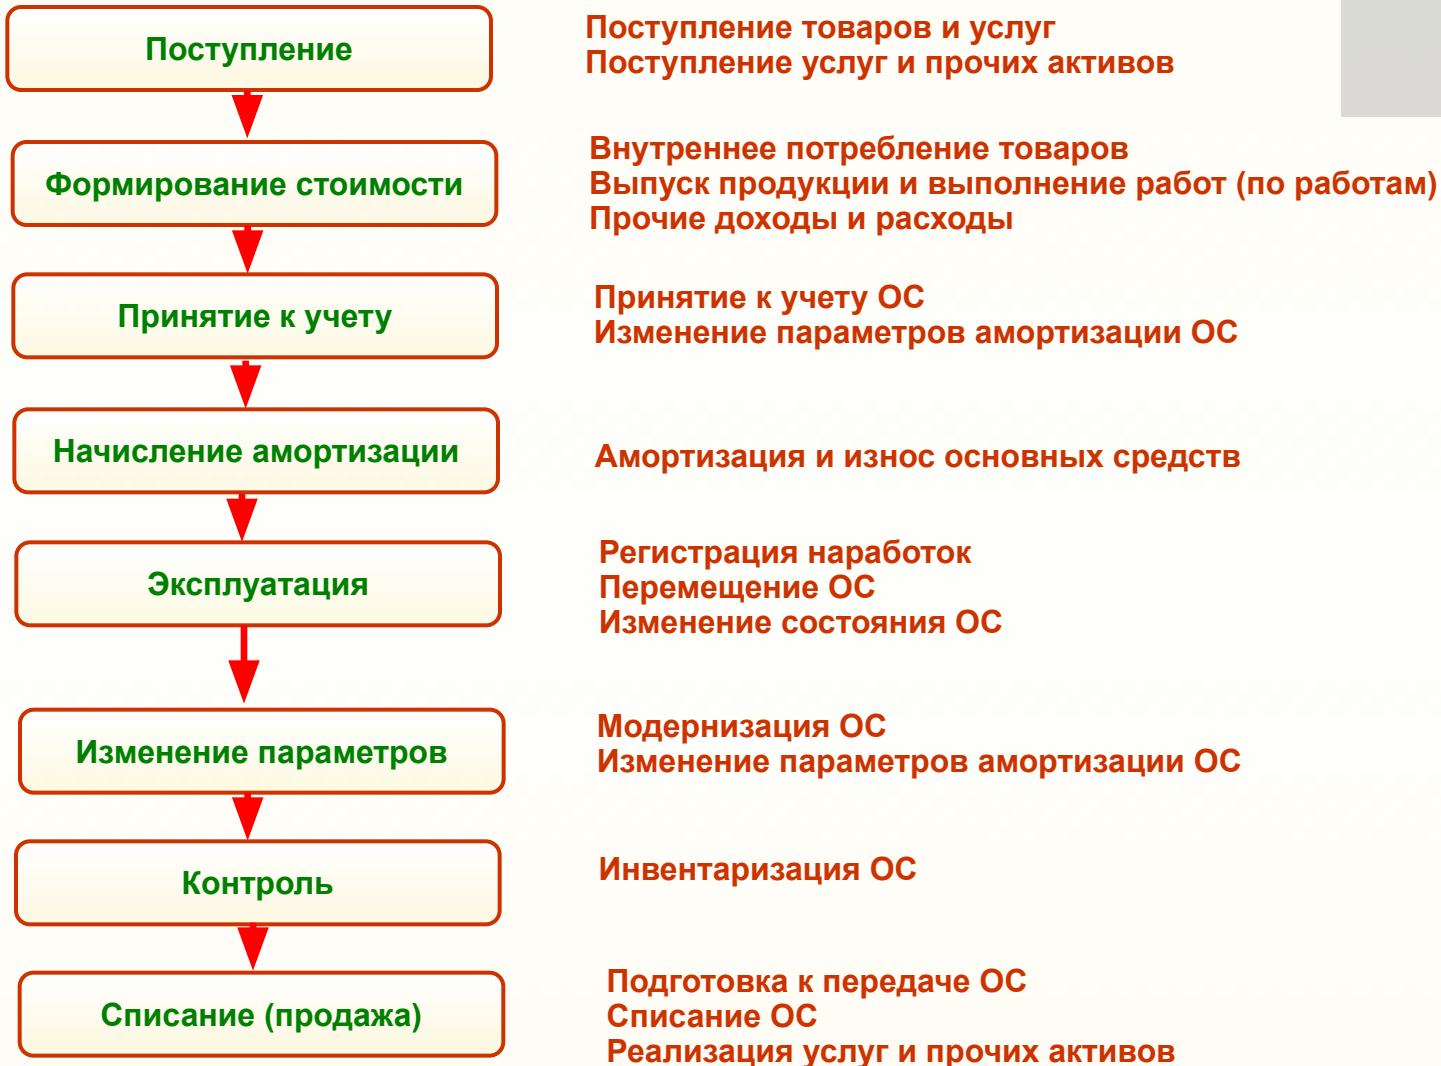 Поступление
Поступление товаров и услуг
Поступление услуг и прочих активов
Формирование стоимости
Внутреннее потребление товаров
Выпуск продукции и выполнение работ (по работам)
Прочие доходы и расходы
Принятие к учету
Принятие к учету ОС
Изменение параметров амортизации ОС
Начисление амортизации
Амортизация и износ основных средств
Эксплуатация
Регистрация наработок
Перемещение ОС
Изменение состояния ОС
Изменение параметров
Модернизация ОС
Изменение параметров амортизации ОС
Контроль
Инвентаризация ОС
Списание (продажа)
Подготовка к передаче ОС
Списание ОС
Реализация услуг и прочих активов